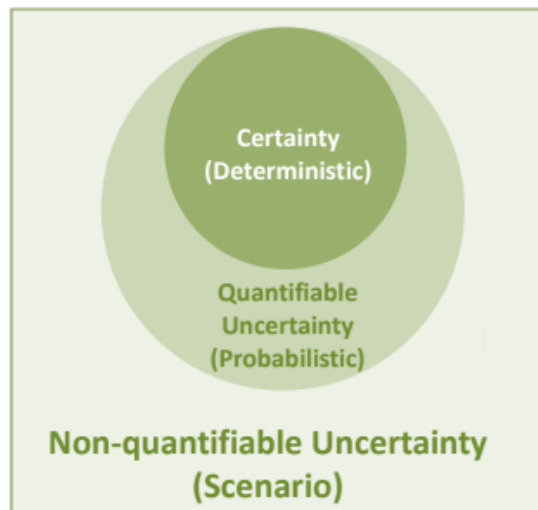 Certainty
(Deterministic)
Quantifiable
Uncertainty
(Probabilistic)
Non-quantifiable Uncertainty
(Scenario)